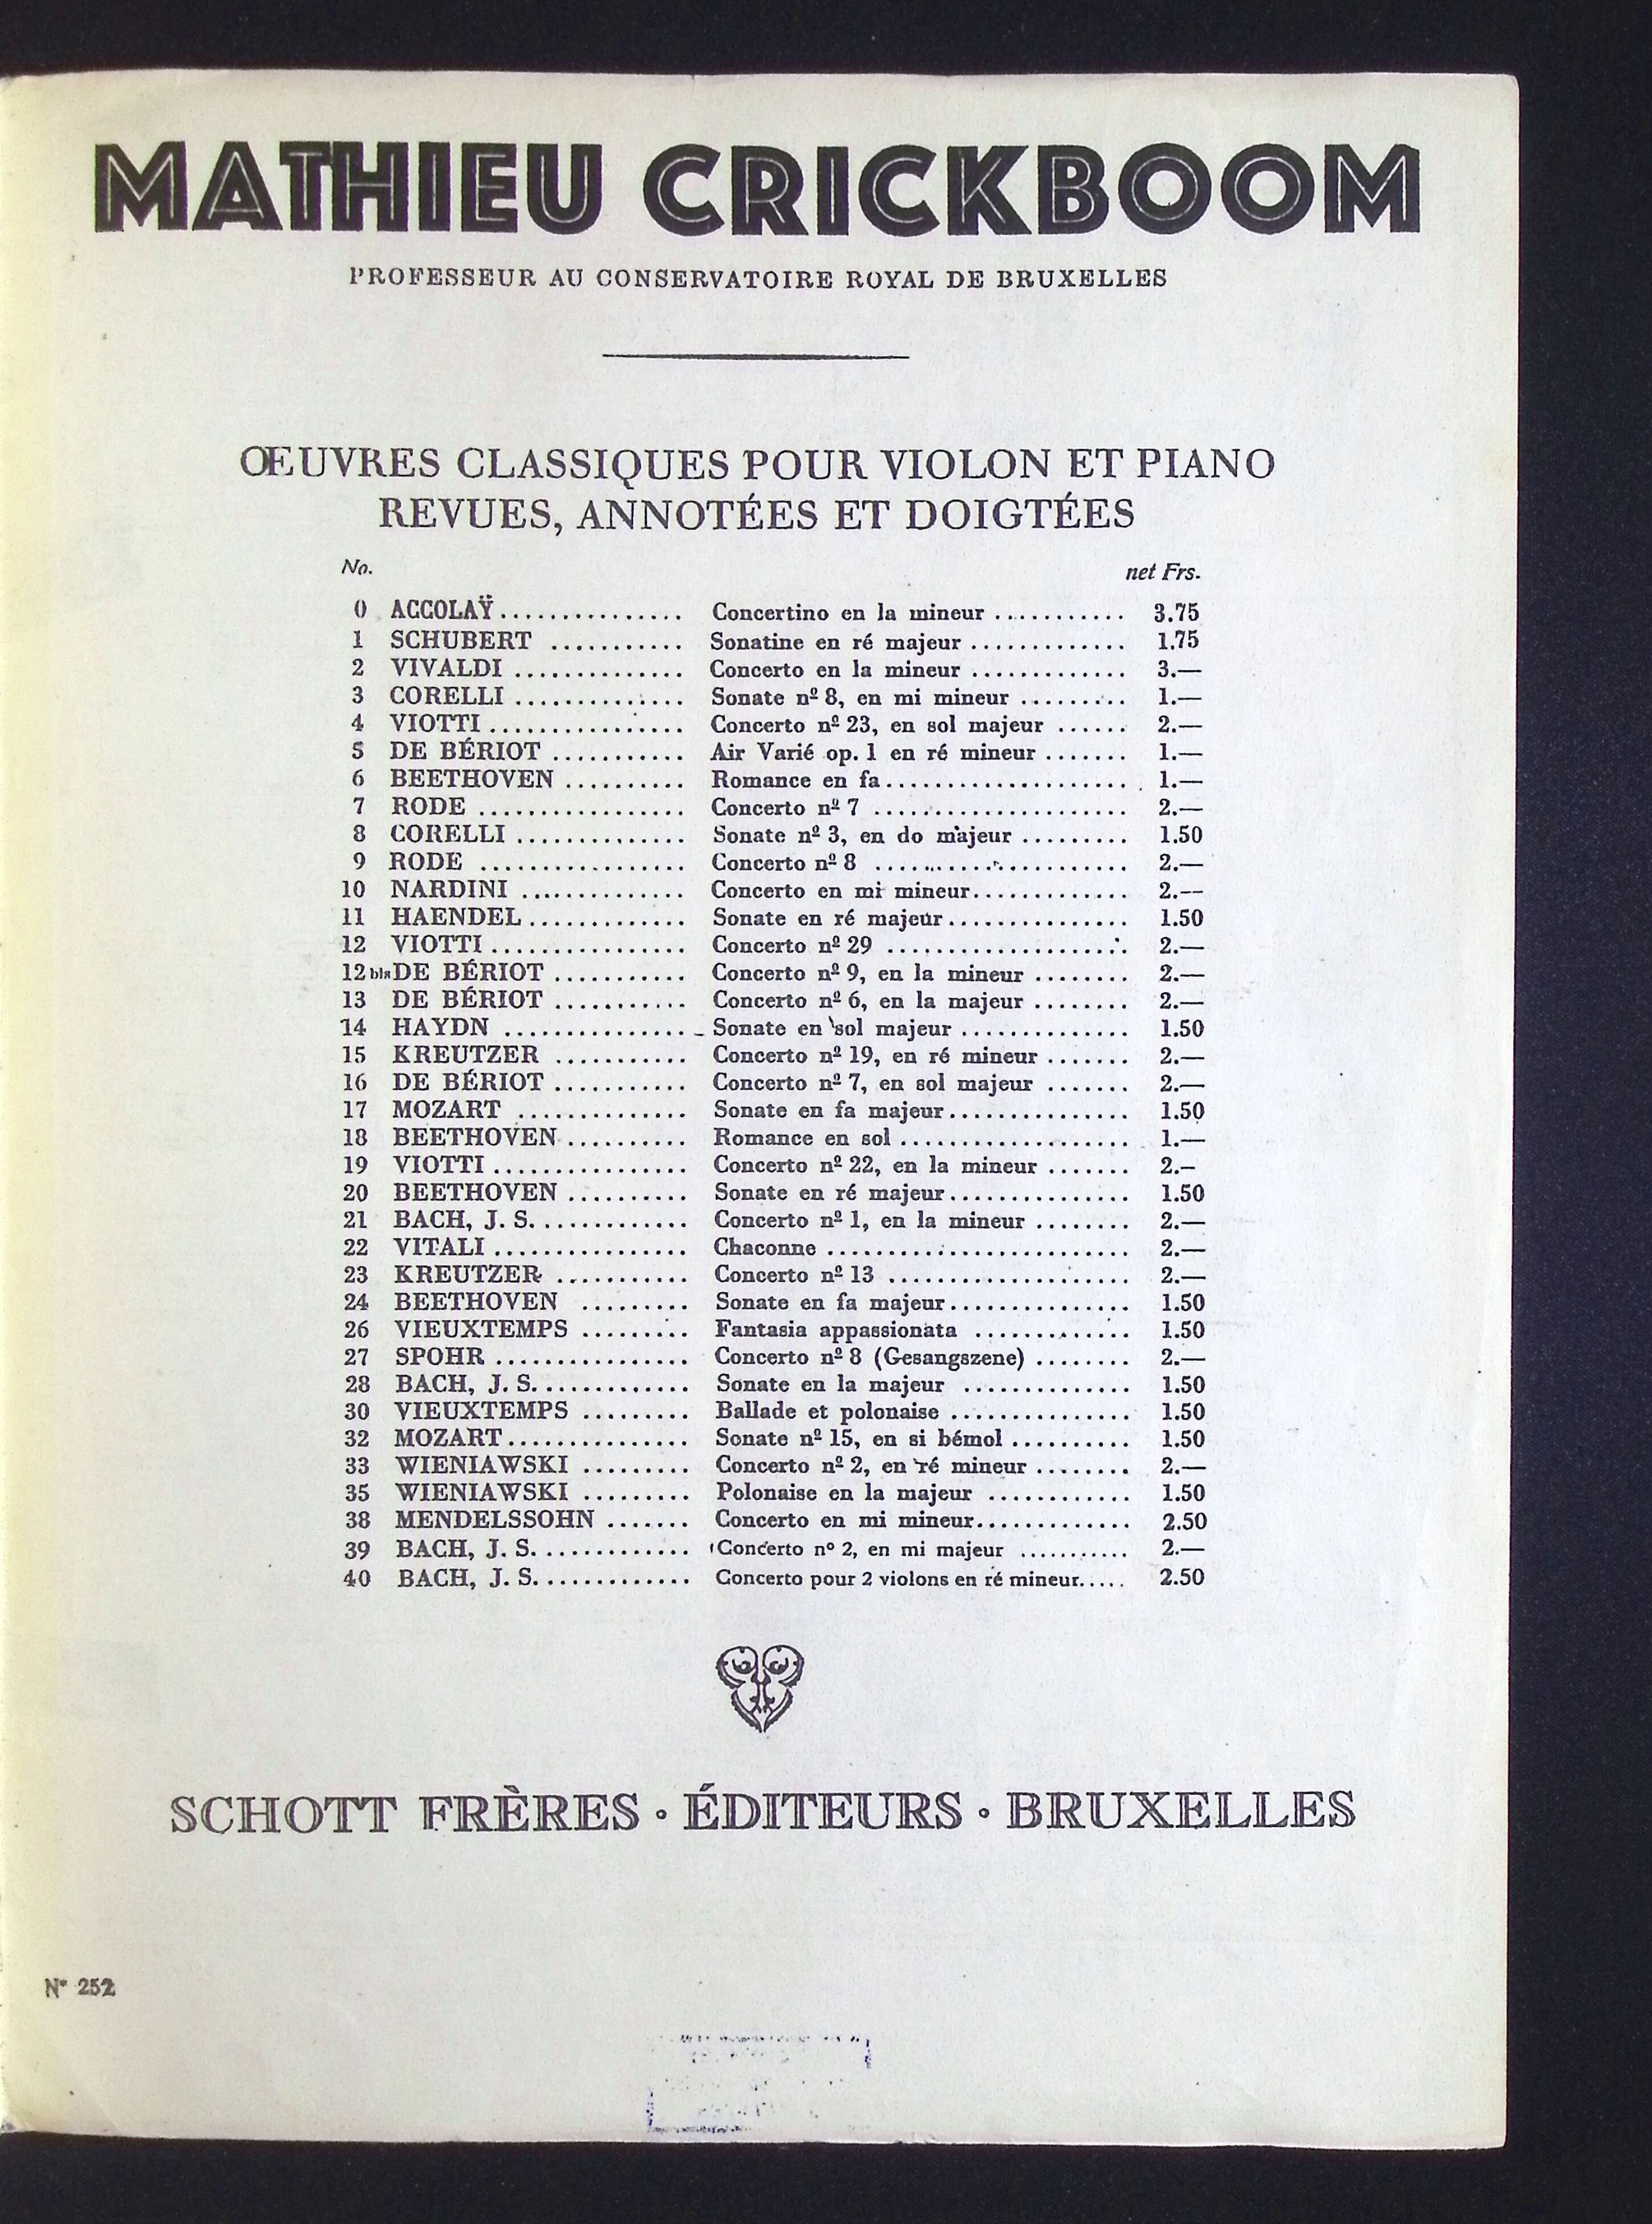 MATHIEU CRICKBOOM
PROFESSEUR AU CONSERVATOIRE ROYAL DE BRUXELLES
ŒUVRES CLASSIQUES POUR VIOLON ET PIANO
REVUES, ANNOTÉES ET DOIGTÉES
No. net Frs.
0 ACCOLAŸ ............... Concertino en la mineur ........... 3.75
1 SCHUBERT ........... Sonatine en ré majeur ............. 1.75
2 VIVALDI .............. Concerto en la mineur ............. 3.—
3 CORELLI .............. Sonate nº 8, en mi mineur ......... 1.—
4 VIOTTI ................ Concerto nº 23, en sol majeur ...... 2.—
5 DE BÉRIOT ........... Air Varié op. 1 en ré mineur ....... 1.—
6 BEETHOVEN .......... Romance en fa ..................... 1.—
7 RODE ................. Concerto nº 7 ..................... 2.—
8 CORELLI .............. Sonate nº 3, en do majeur ......... 1.50
9 RODE ................. Concerto nº 8 ..................... 2.—
10 NARDINI .............. Concerto en mi mineur ............. 2.—
11 HAENDEL ............. Sonate en ré majeur ............... 1.50
12 VIOTTI ................ Concerto nº 29 .................... 2.—
12 bis DE BÉRIOT ........... Concerto nº 9, en la mineur ........ 2.—
13 DE BÉRIOT ........... Concerto nº 6, en la majeur ........ 2.—
14 HAYDN ............... Sonate en sol majeur .............. 1.50
15 KREUTZER ........... Concerto nº 19, en ré mineur ....... 2.—
16 DE BÉRIOT ........... Concerto nº 7, en sol majeur ....... 2.—
17 MOZART .............. Sonate en fa majeur ............... 1.50
18 BEETHOVEN .......... Romance en sol .................... 1.—
19 VIOTTI ................ Concerto nº 22, en la mineur ....... 2.–
20 BEETHOVEN .......... Sonate en ré majeur ............... 1.50
21 BACH, J. S. ............ Concerto nº 1, en la mineur ........ 2.—
22 VITALI ................ Chaconne .......................... 2.—
23 KREUTZER ........... Concerto nº 13 .................... 2.—
24 BEETHOVEN ......... Sonate en fa majeur ............... 1.50
26 VIEUXTEMPS ......... Fantasia appassionata ............. 1.50
27 SPOHR ................ Concerto nº 8 (Gesangszene) ........ 2.—
28 BACH, J. S. ............ Sonate en la majeur .............. 1.50
30 VIEUXTEMPS ......... Ballade et polonaise ............... 1.50
32 MOZART ............... Sonate nº 15, en si bémol .......... 1.50
33 WIENIAWSKI ......... Concerto nº 2, en ré mineur ........ 2.—
35 WIENIAWSKI ......... Polonaise en la majeur ............ 1.50
38 MENDELSSOHN ....... Concerto en mi mineur ............. 2.50
39 BACH, J. S. ............ Concerto nº 2, en mi majeur ........... 2.—
40 BACH, J. S. ............ Concerto pour 2 violons en ré mineur..... 2.50
SCHOTT FRÈRES • ÉDITEURS • BRUXELLES
Nº 252